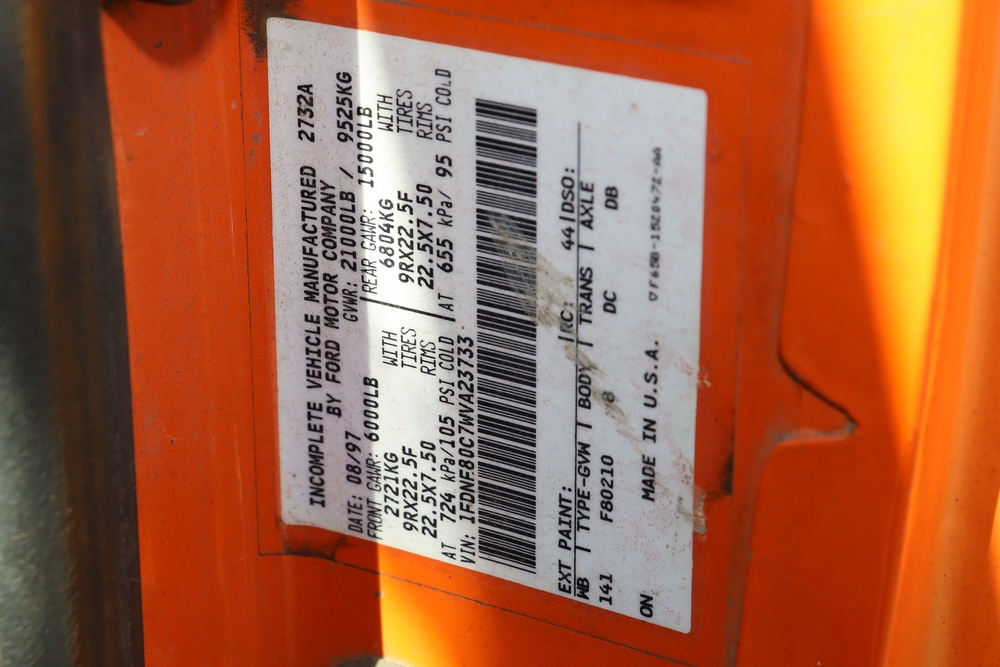 INCOMPLETE VEHICLE MANUFACTURED 2732A
BY FORD MOTOR COMPANY
DATE: 08/97 GVWR: 21000LB / 9525KG
FRONT GAWR: 6000LB REAR GAWR: 15000LB
2721KG WITH 6804KG WITH
9RX22.5F TIRES 9RX22.5F TIRES
22.5X7.50 RIMS 22.5X7.50 RIMS
AT 724 kPa/105 PSI COLD AT 655 kPa/ 95 PSI COLD
VIN: 1FDNF80C7WVA23733
EXT PAINT: RC: 44 DSO:
WB TYPE-GVW BODY TRANS AXLE
141 F80210 8 DC DB
ON MADE IN U.S.A.